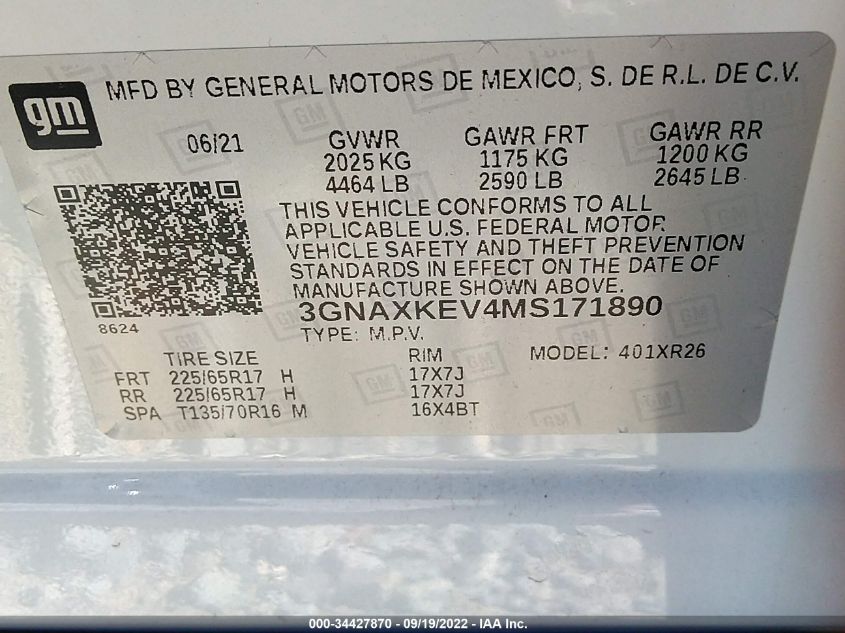 gm
MFD BY GENERAL MOTORS DE MEXICO, S. DE R.L. DE C.V.
06/21 GVWR GAWR FRT GAWR RR
2025 KG 1175 KG 1200 KG
4464 LB 2590 LB 2645 LB
THIS VEHICLE CONFORMS TO ALL
APPLICABLE U.S. FEDERAL MOTOR
VEHICLE SAFETY AND THEFT PREVENTION
STANDARDS IN EFFECT ON THE DATE OF
MANUFACTURE SHOWN ABOVE.
8624
3GNAXKEV4MS171890
TYPE: M.P.V.
TIRE SIZE RIM MODEL: 401XR26
FRT 225/65R17 H 17X7J
RR 225/65R17 H 17X7J
SPA T135/70R16 M 16X4BT
000-34427870 - 09/19/2022 - IAA Inc.